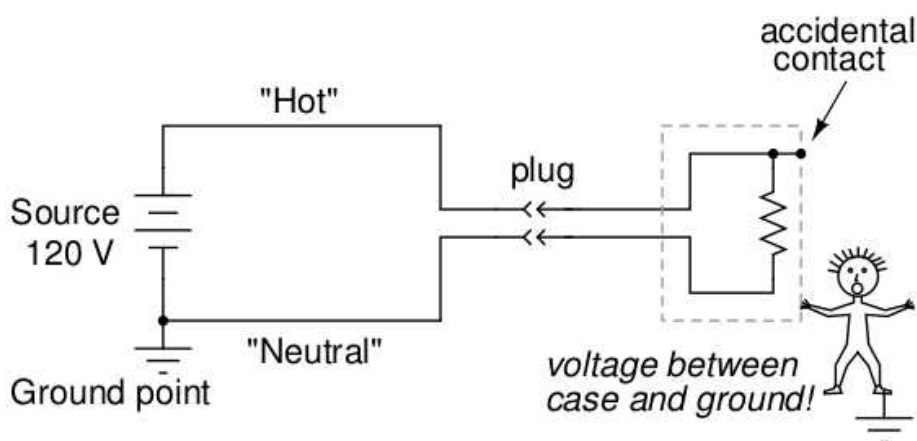 accidental
contact
"Hot"
plug
Source
120 V
"Neutral"
Ground point
voltage between
case and ground!